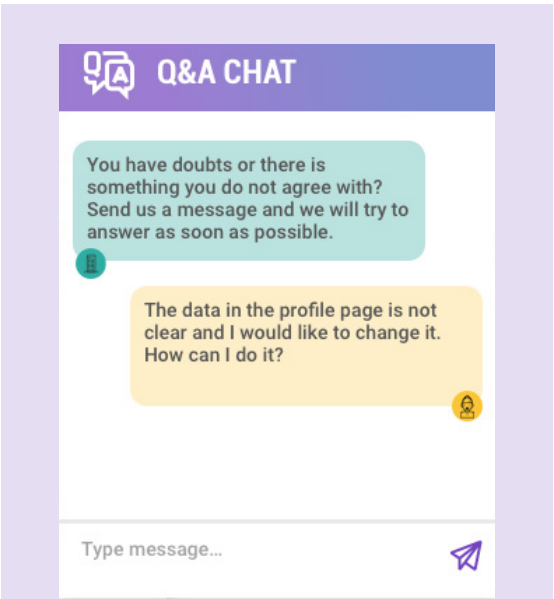 Q A
Q&A CHAT
You have doubts or there is
something you do not agree with?
Send us a message and we will try to
answer as soon as possible.
The data in the profile page is not
clear and I would like to change it.
How can I do it?
Type message...